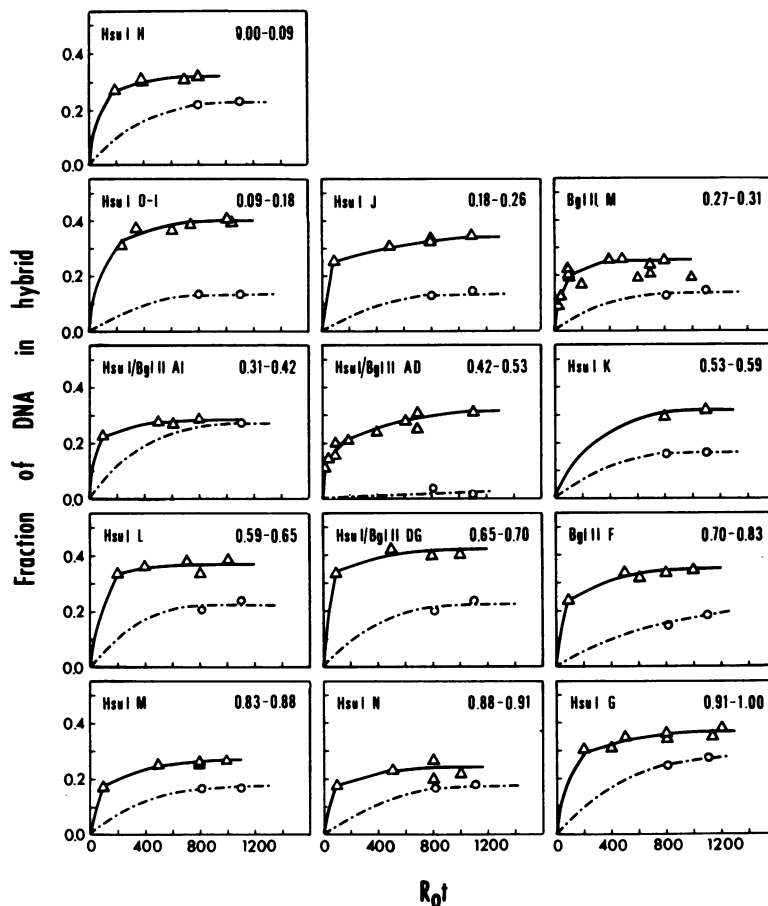 Hsu I H 0.00-0.09
0.4
0.2
0.0
Hsu I O-I 0.09-0.18
Hsu I J 0.18-0.26
Bgl II M 0.27-0.31
0.4
0.2
0.0
Hsu I/Bgl II AI 0.31-0.42
Hsu I/Bgl II AD 0.42-0.53
Hsu I K 0.53-0.59
0.4
0.2
0.0
Hsu I L 0.59-0.65
Hsu I/Bgl II DG 0.65-0.70
Bgl II F 0.70-0.83
0.4
0.2
0.0
Hsu I M 0.83-0.88
Hsu I N 0.88-0.91
Hsu I G 0.91-1.00
0.4
0.2
0.0
0 400 800 1200
0 400 800 1200
0 400 800 1200
Fraction of DNA in hybrid
R₀t